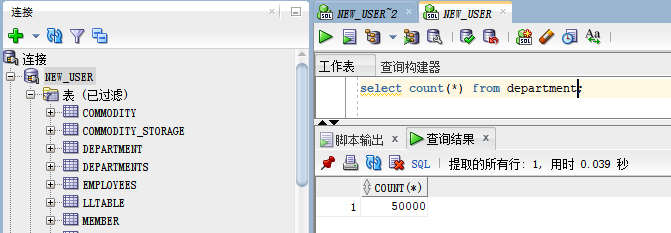 连接
连接
NEW_USER
表 (已过滤)
COMMODITY
COMMODITY_STORAGE
DEPARTMENT
DEPARTMENTS
EMPLOYEES
LLTABLE
MEMBER
NEW_USER~2
NEW_USER
工作表 查询构建器
select count(*) from department;
脚本输出 查询结果
SQL | 提取的所有行: 1, 用时 0.039 秒
COUNT(*)
1 50000